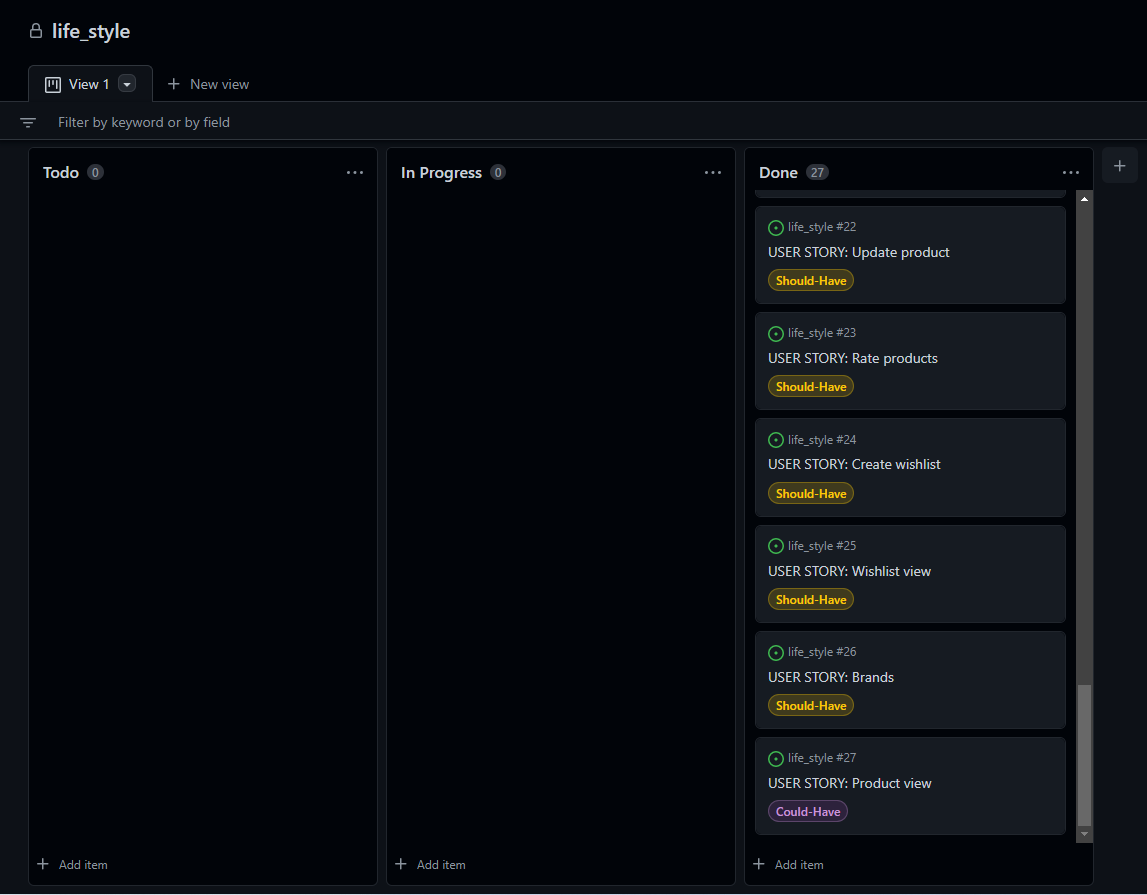 life_style
View 1
New view
Filter by keyword or by field
Todo 0
Add item
In Progress 0
Add item
Done 27
life_style #22
USER STORY: Update product
Should-Have
life_style #23
USER STORY: Rate products
Should-Have
life_style #24
USER STORY: Create wishlist
Should-Have
life_style #25
USER STORY: Wishlist view
Should-Have
life_style #26
USER STORY: Brands
Should-Have
life_style #27
USER STORY: Product view
Could-Have
Add item